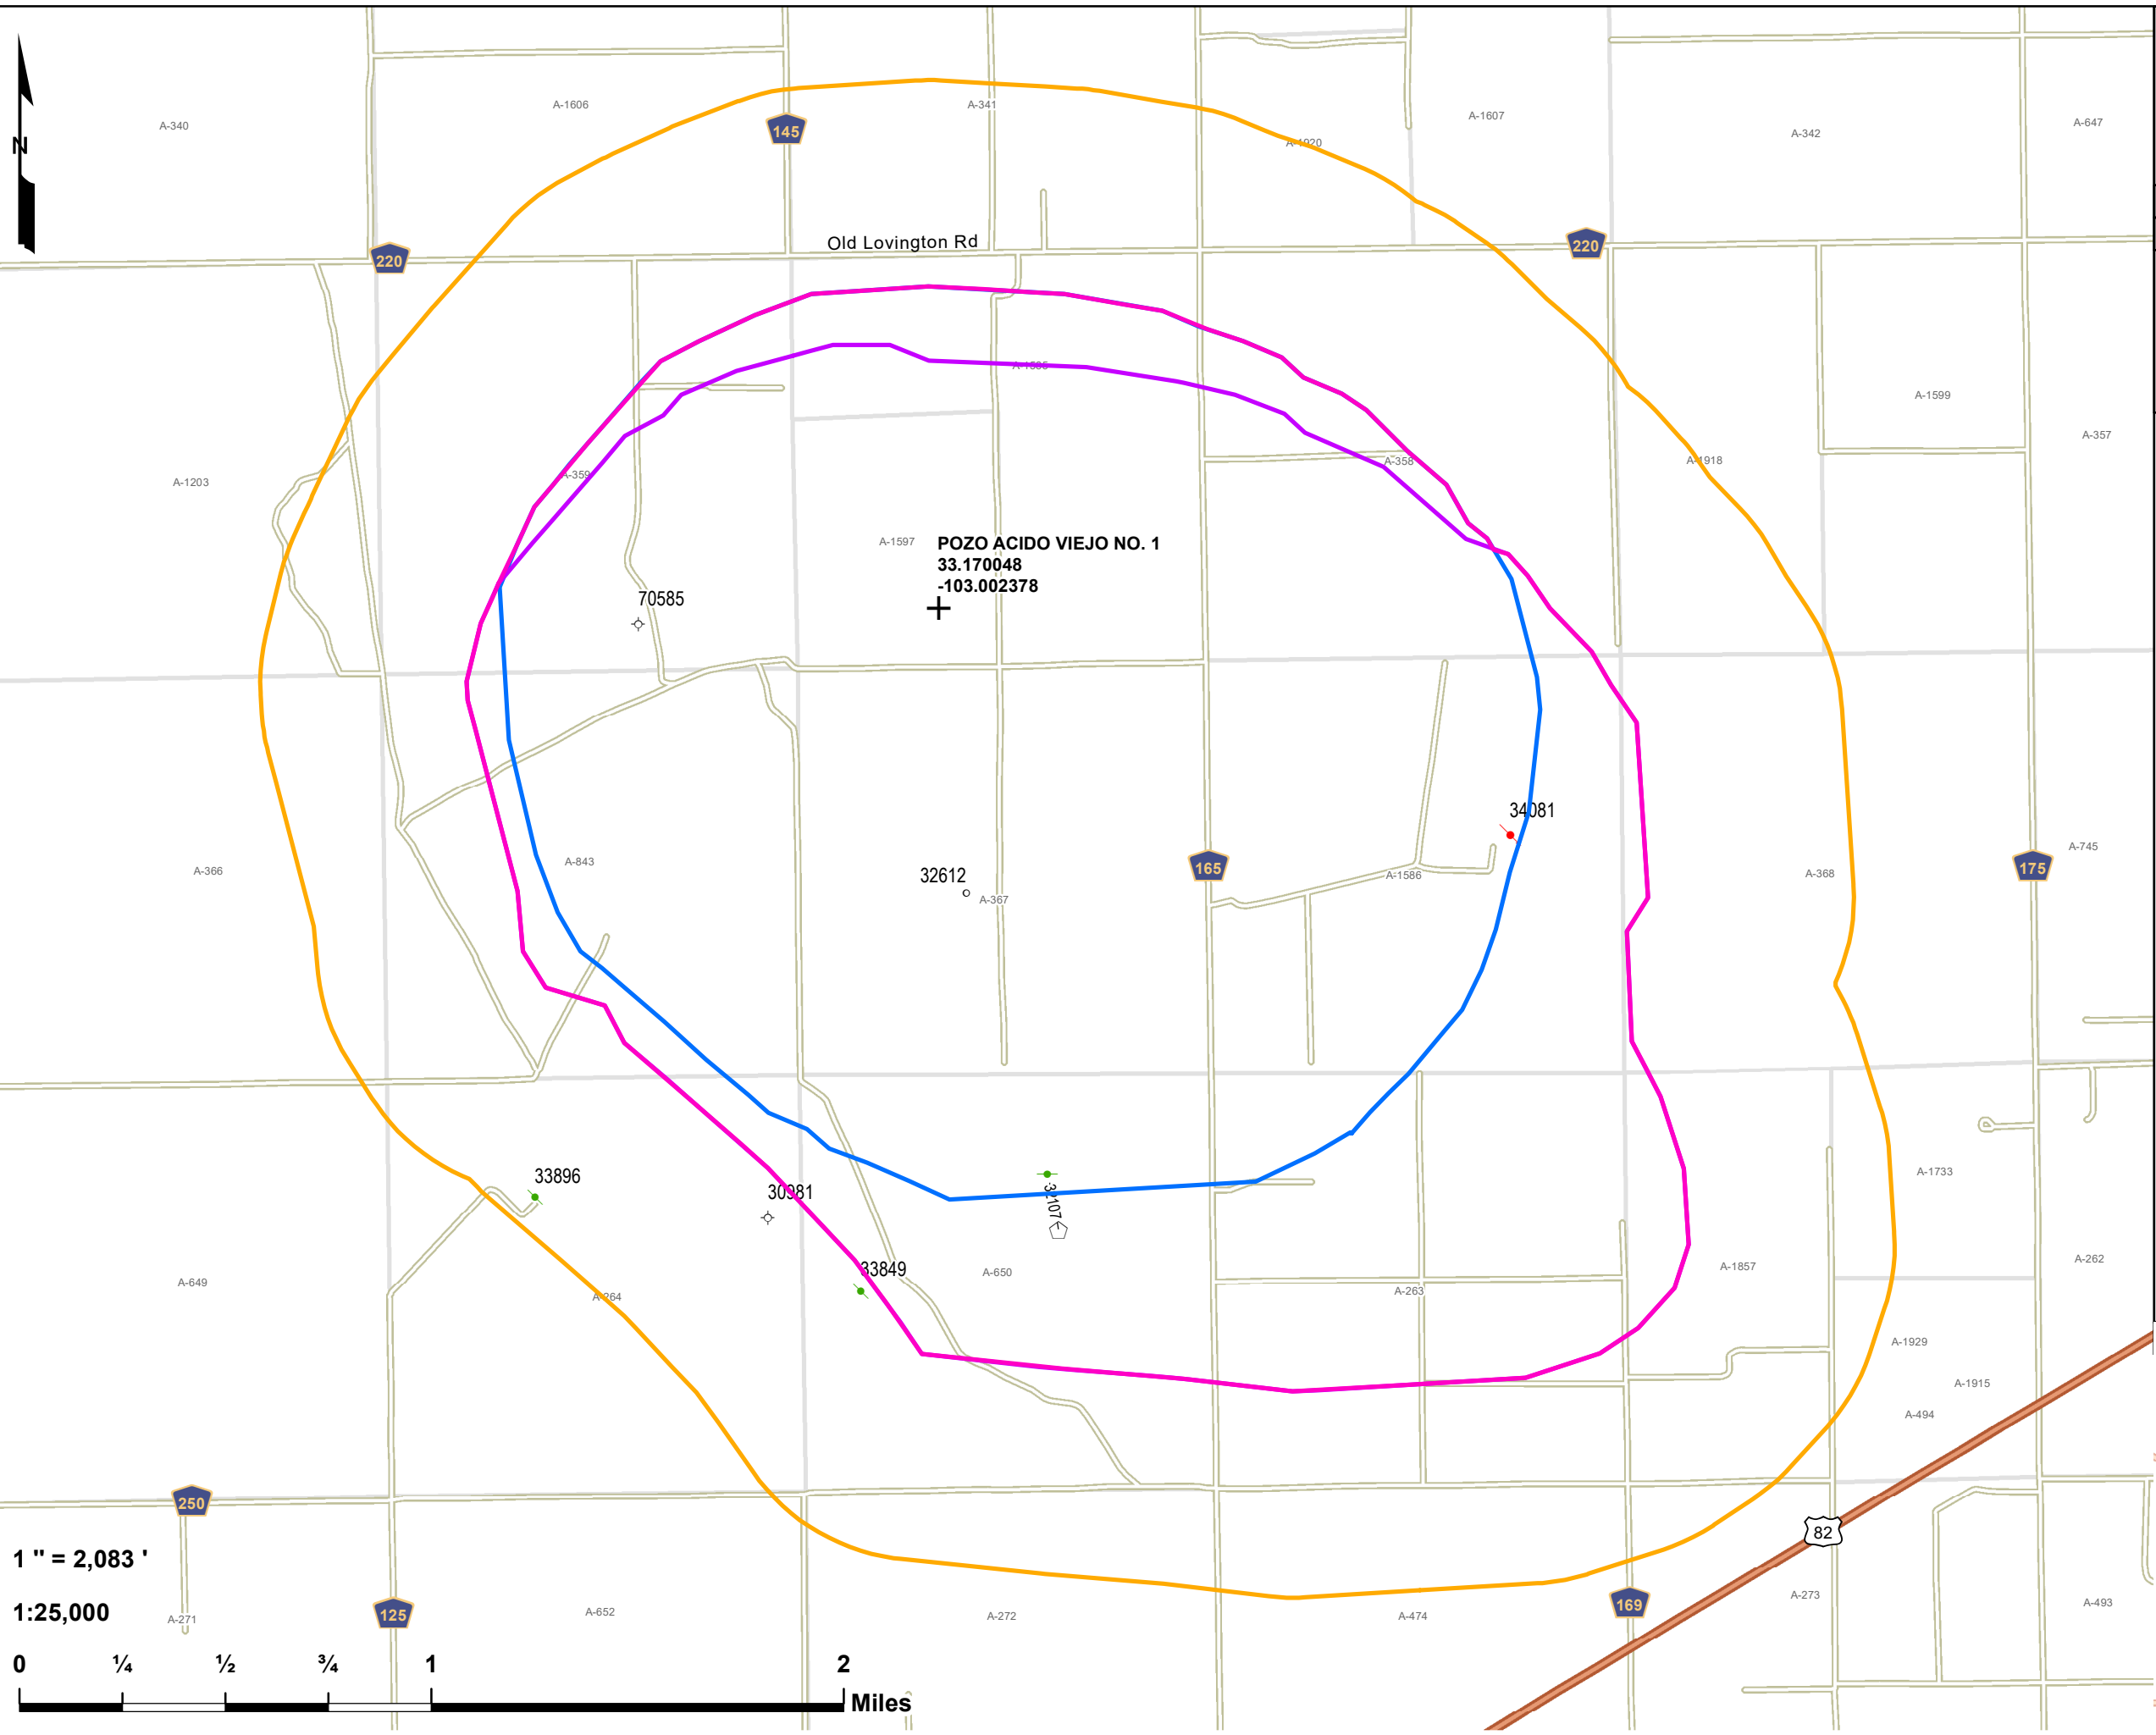 A-340
A-1606
A-341
A-1920
A-1607
A-342
A-647
145
N
Old Lovington Rd
220
220
A-1203
A-359
A-358
A-1918
A-1599
A-357
A-1597
POZO ACIDO VIEJO NO. 1
33.170048
-103.002378
70585
34081
A-366
A-843
32612
A-367
165
A-1586
A-368
175
A-745
33896
30981
32107
33849
A-649
A-264
A-650
A-263
A-1857
A-1733
A-262
A-1929
A-1915
A-494
250
82
1 " = 2,083 '
1:25,000
A-271
125
A-652
A-272
A-474
169
A-273
A-493
0 ¼ ½ ¾ 1 2
Miles